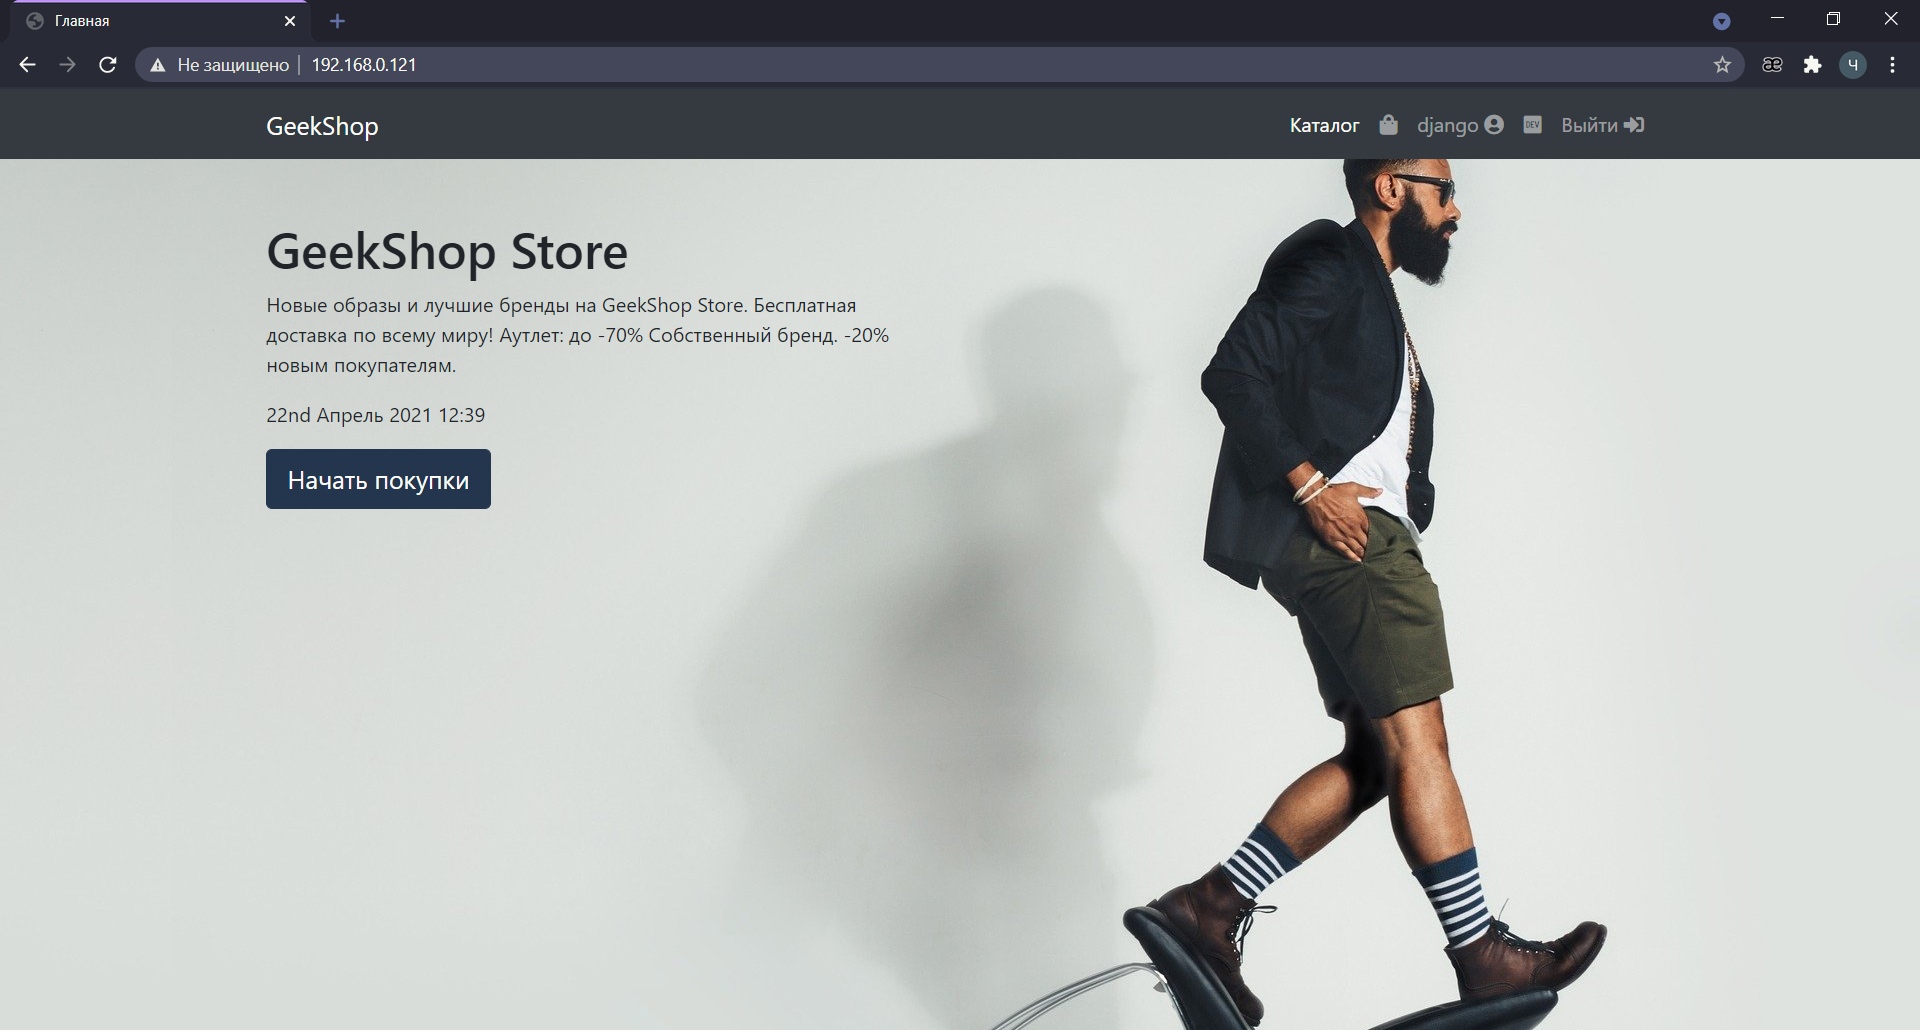 Главная
Не защищено
192.168.0.121
GeekShop
Каталог
django
DEV
Выйти
Ч
GeekShop Store
Новые образы и лучшие бренды на GeekShop Store. Бесплатная
доставка по всему миру! Аутлет: до -70% Собственный бренд. -20%
новым покупателям.
22nd Апрель 2021 12:39
Начать покупки